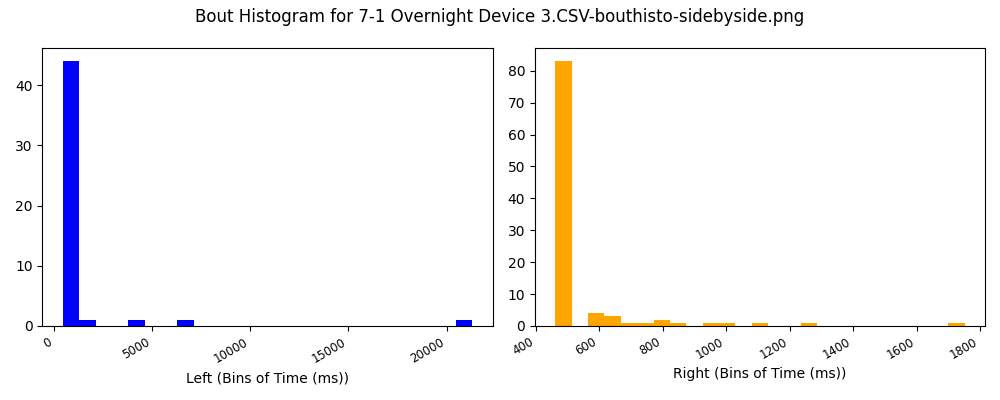 Bout Histogram for 7-1 Overnight Device 3.CSV-bouthisto-sidebyside.png
40
30
20
10
0
0 5000 10000 15000 20000
Left (Bins of Time (ms))
80
70
60
50
40
30
20
10
0
400 600 800 1000 1200 1400 1600 1800
Right (Bins of Time (ms))